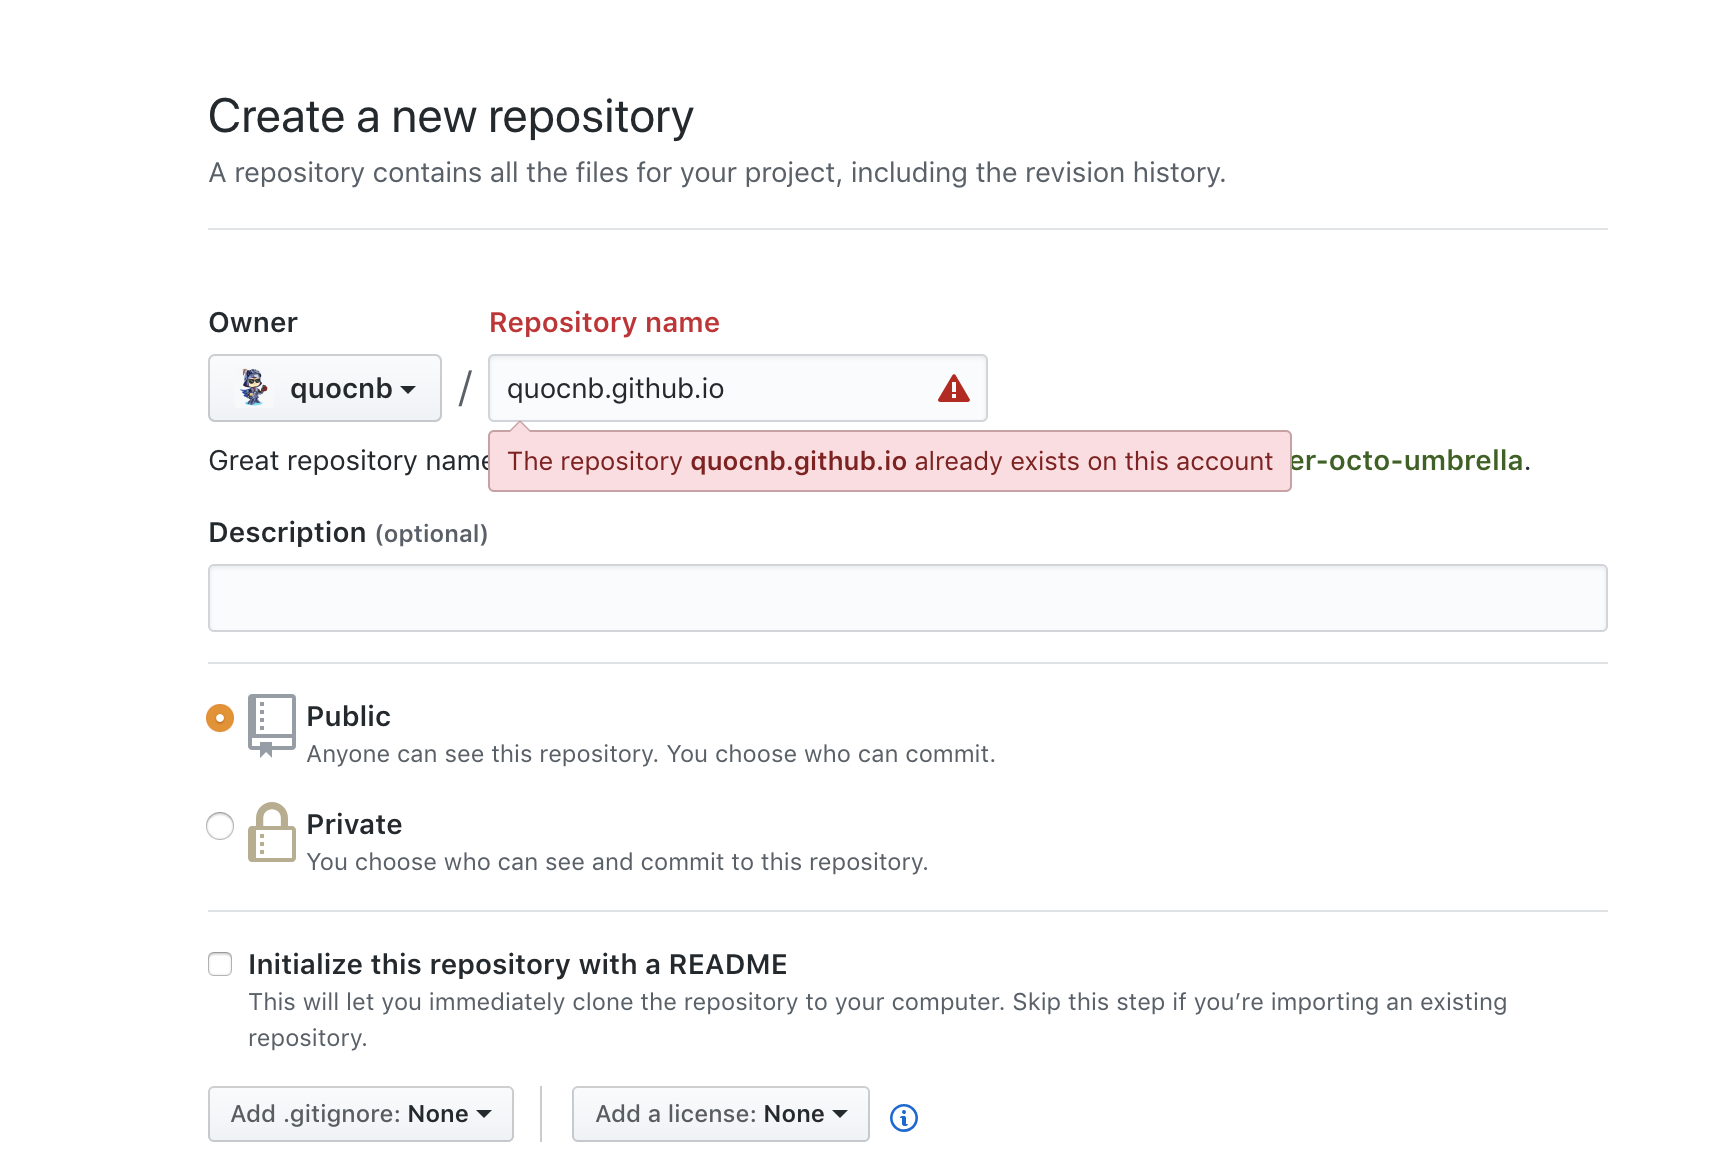 Create a new repository
A repository contains all the files for your project, including the revision history.
Owner
Repository name
quocnb
/
quocnb.github.io
Great repository name
The repository quocnb.github.io already exists on this account
er-octo-umbrella.
Description (optional)
Public
Anyone can see this repository. You choose who can commit.
Private
You choose who can see and commit to this repository.
Initialize this repository with a README
This will let you immediately clone the repository to your computer. Skip this step if you’re importing an existing
repository.
Add .gitignore: None
Add a license: None